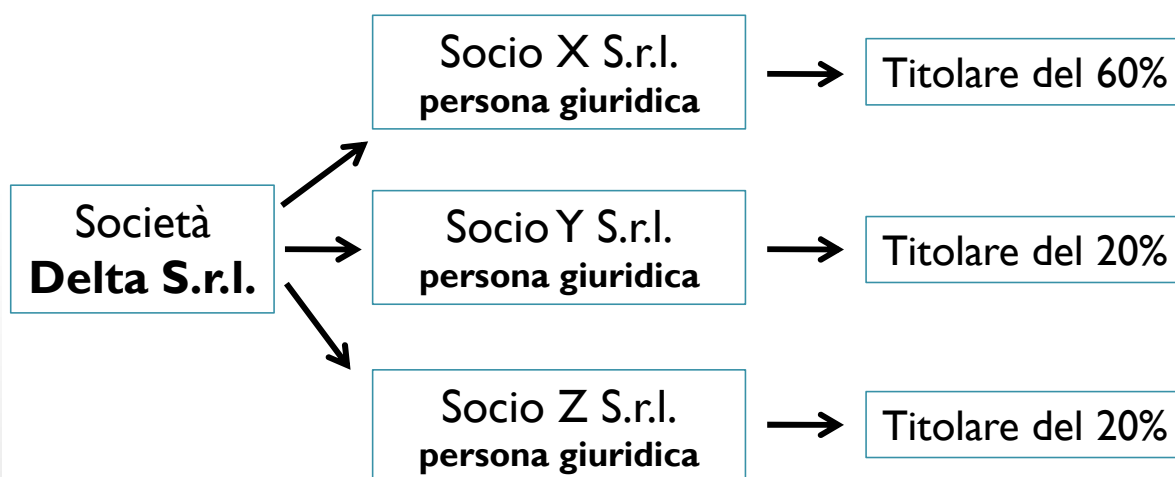 Socio X S.r.l.
persona giuridica
Titolare del 60%
Società
Delta S.r.l.
Socio Y S.r.l.
persona giuridica
Titolare del 20%
Socio Z S.r.l.
persona giuridica
Titolare del 20%